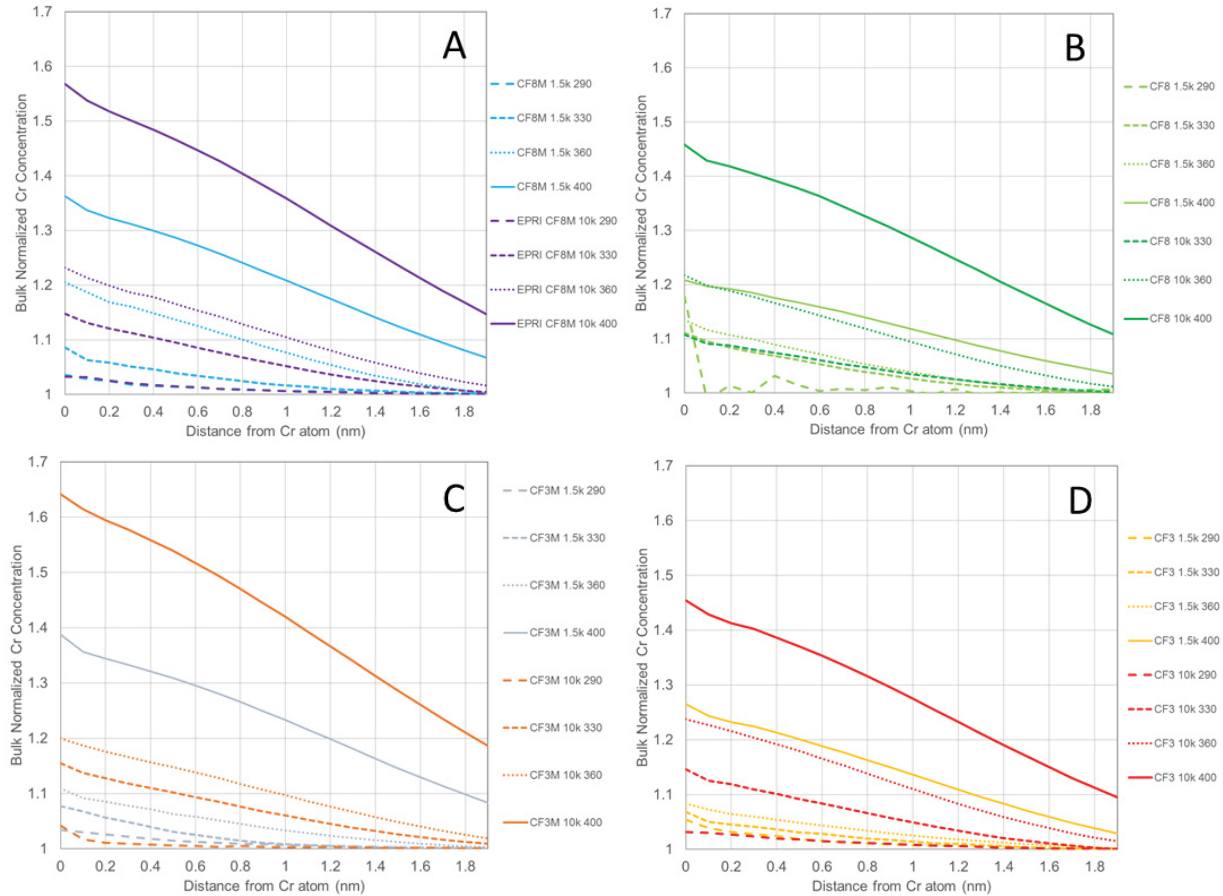 A
1.7
1.6
1.5
1.4
1.3
1.2
1.1
1
Bulk Normalized Cr Concentration
0 0.2 0.4 0.6 0.8 1 1.2 1.4 1.6 1.8
Distance from Cr atom (nm)
CF8M 1.5k 290
CF8M 1.5k 330
CF8M 1.5k 360
CF8M 1.5k 400
EPRI CF8M 10k 290
EPRI CF8M 10k 330
EPRI CF8M 10k 360
EPRI CF8M 10k 400
B
1.7
1.6
1.5
1.4
1.3
1.2
1.1
1
Bulk Normalized Cr Concentration
0 0.2 0.4 0.6 0.8 1 1.2 1.4 1.6 1.8
Distance from Cr atom (nm)
CF8 1.5k 290
CF8 1.5k 330
CF8 1.5k 360
CF8 1.5k 400
CF8 10k 330
CF8 10k 360
CF8 10k 400
C
1.7
1.6
1.5
1.4
1.3
1.2
1.1
1
Bulk Normalized Cr Concentration
0 0.2 0.4 0.6 0.8 1 1.2 1.4 1.6 1.8
Distance from Cr atom (nm)
CF3M 1.5k 290
CF3M 1.5k 330
CF3M 1.5k 360
CF3M 1.5k 400
CF3M 10k 290
CF3M 10k 330
CF3M 10k 360
CF3M 10k 400
D
1.7
1.6
1.5
1.4
1.3
1.2
1.1
1
Bulk Normalized Cr Concentration
0 0.2 0.4 0.6 0.8 1 1.2 1.4 1.6 1.8
Distance from Cr atom (nm)
CF3 1.5k 290
CF3 1.5k 330
CF3 1.5k 360
CF3 1.5k 400
CF3 10k 290
CF3 10k 330
CF3 10k 360
CF3 10k 400